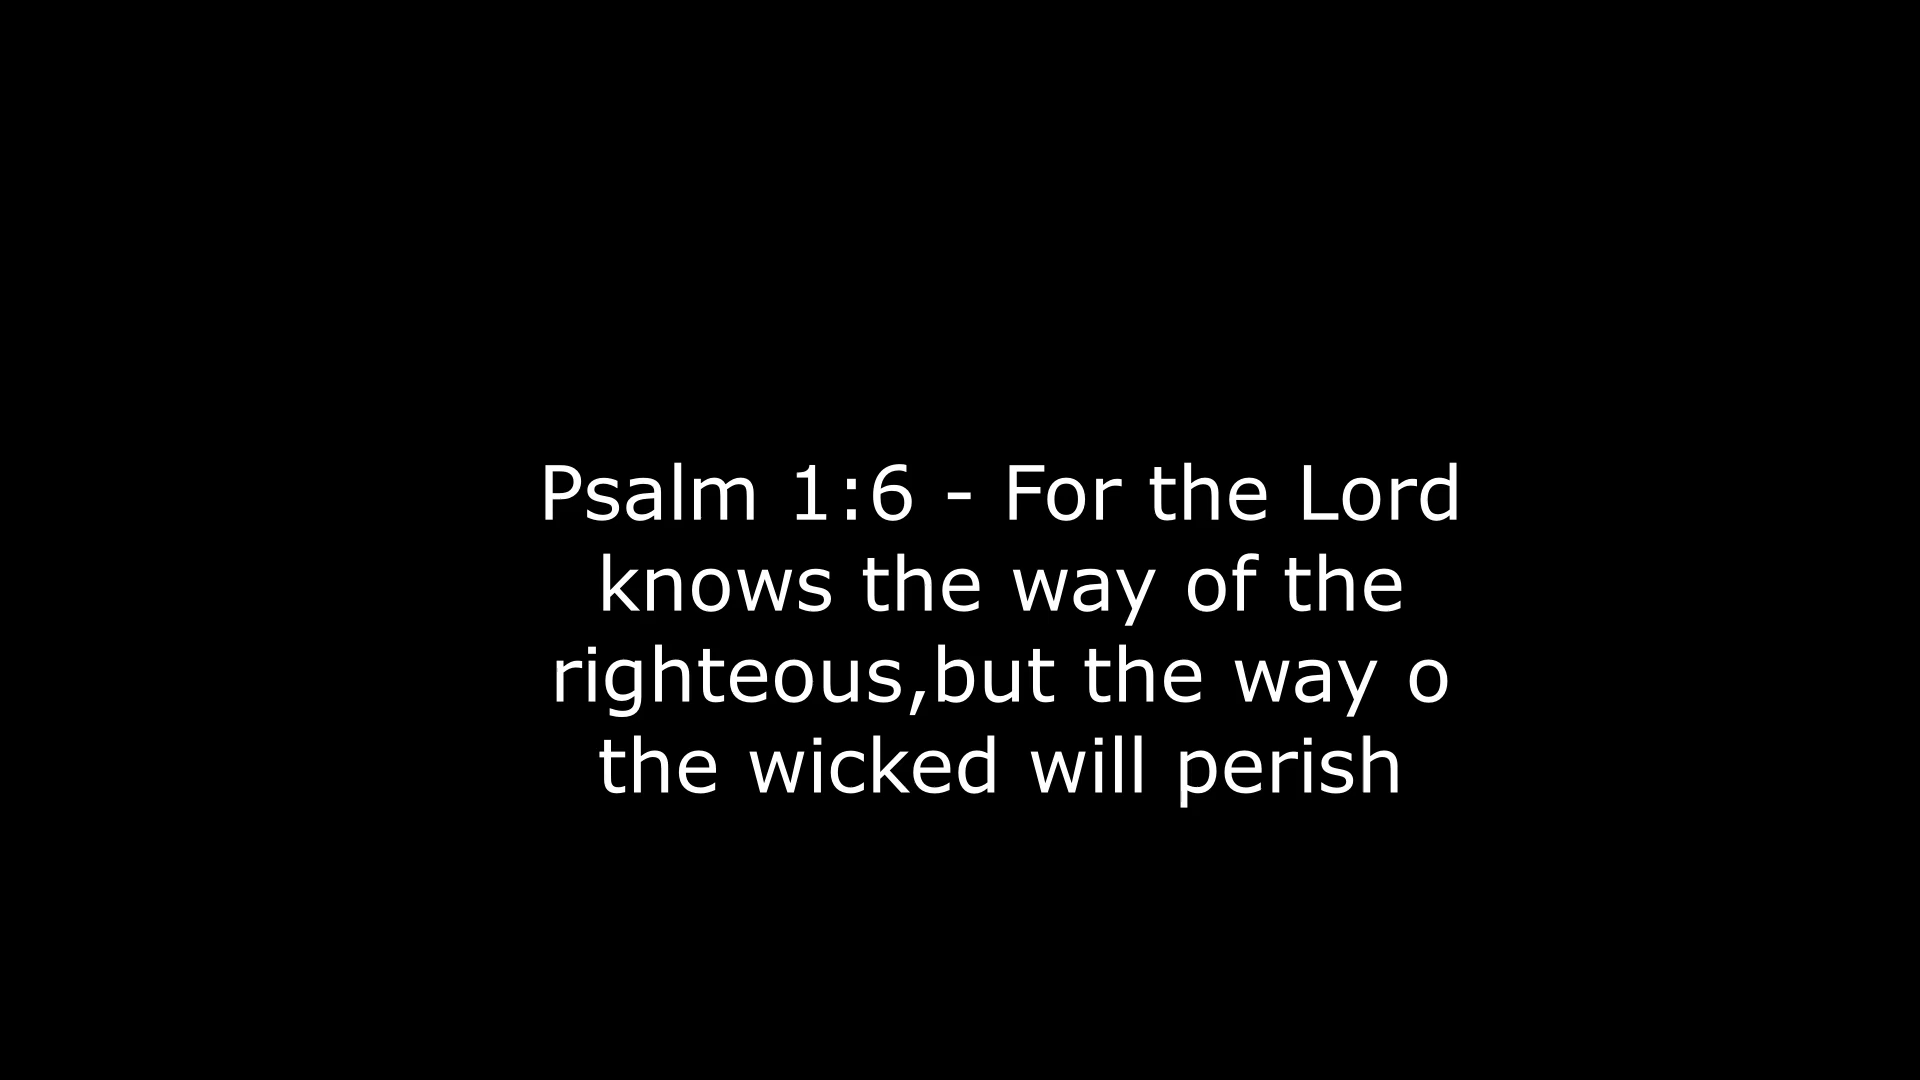 Psalm 1:6 - For the Lord
knows the way of the
righteous,but the way o
the wicked will perish